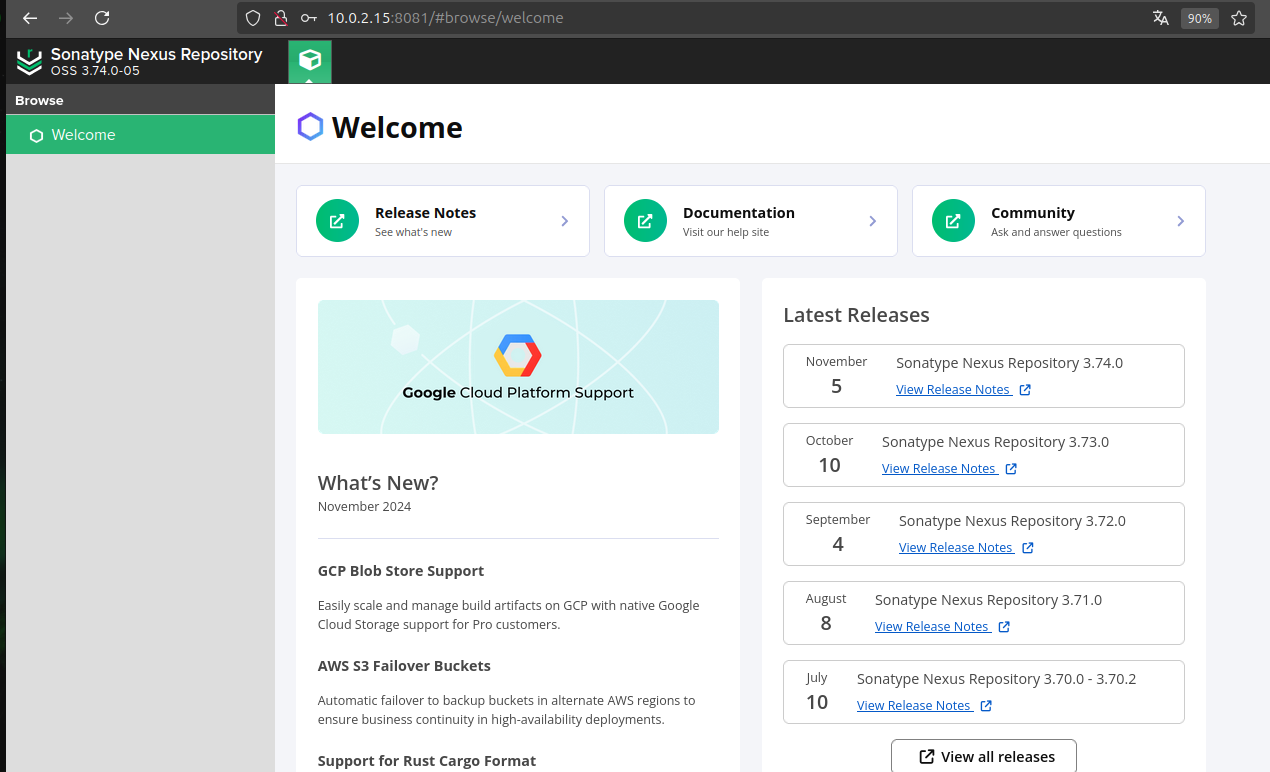 10.0.2.15:8081/#browse/welcome
90%
Sonatype Nexus Repository
OSS 3.74.0-05
Browse
Welcome
Welcome
Release Notes
See what's new
Documentation
Visit our help site
Community
Ask and answer questions
Google Cloud Platform Support
What’s New?
November 2024
GCP Blob Store Support
Easily scale and manage build artifacts on GCP with native Google
Cloud Storage support for Pro customers.
AWS S3 Failover Buckets
Automatic failover to backup buckets in alternate AWS regions to
ensure business continuity in high-availability deployments.
Support for Rust Cargo Format
Latest Releases
November
5
Sonatype Nexus Repository 3.74.0
View Release Notes
October
10
Sonatype Nexus Repository 3.73.0
View Release Notes
September
4
Sonatype Nexus Repository 3.72.0
View Release Notes
August
8
Sonatype Nexus Repository 3.71.0
View Release Notes
July
10
Sonatype Nexus Repository 3.70.0 - 3.70.2
View Release Notes
View all releases